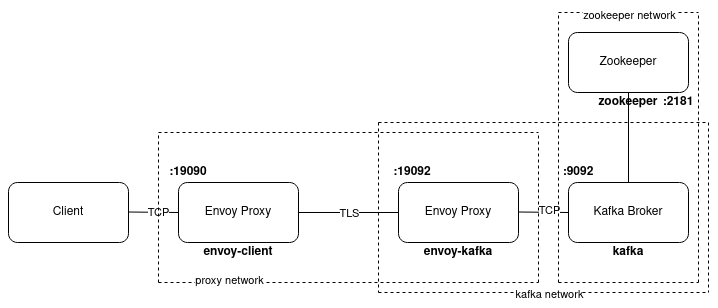 zookeeper network
Zookeeper
zookeeper :2181
:19090
:19092
:9092
Client
TCP
Envoy Proxy
TLS
Envoy Proxy
TCP
Kafka Broker
envoy-client
envoy-kafka
kafka
proxy network
kafka network